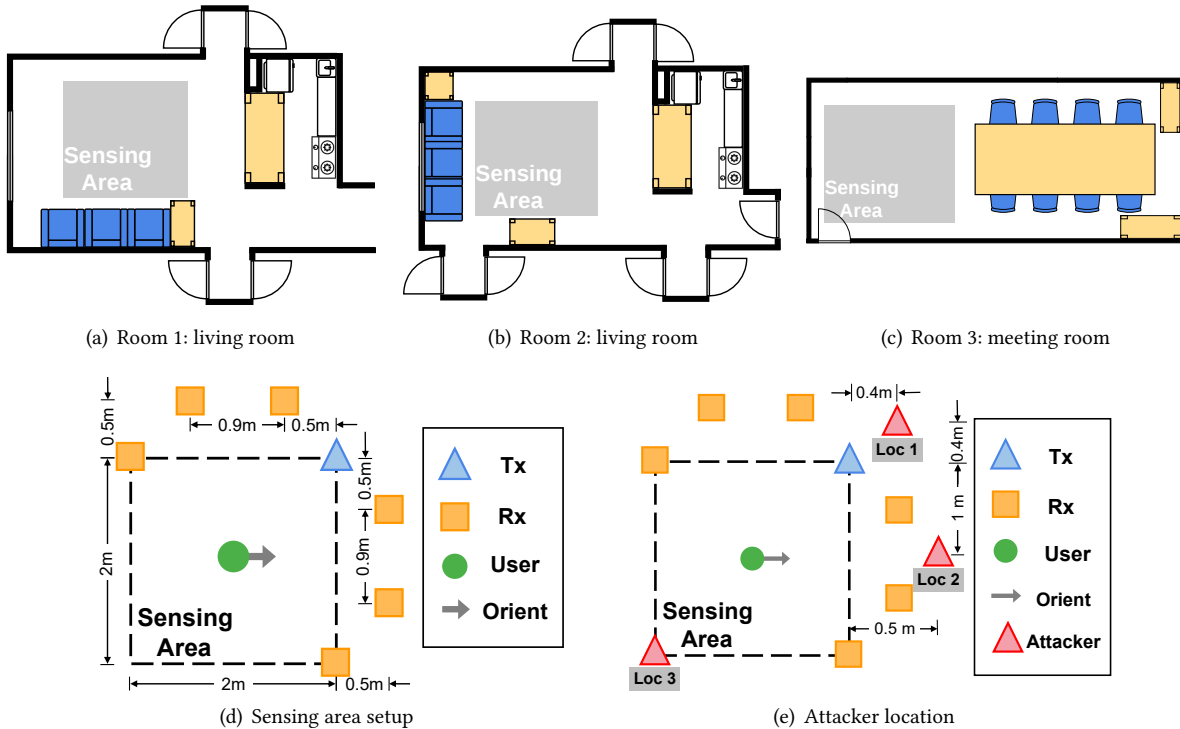 Sensing
Area
Sensing
Area
Sensing
Area
(a) Room 1: living room
(b) Room 2: living room
(c) Room 3: meeting room
0.5m
0.9m
0.5m
0.5m
0.9m
2m
Sensing
Area
2m
0.5m
Tx
Rx
User
Orient
(d) Sensing area setup
0.4m
Loc 1
0.4m
1 m
Loc 2
0.5 m
Sensing
Area
Loc 3
Tx
Rx
User
Orient
Attacker
(e) Attacker location